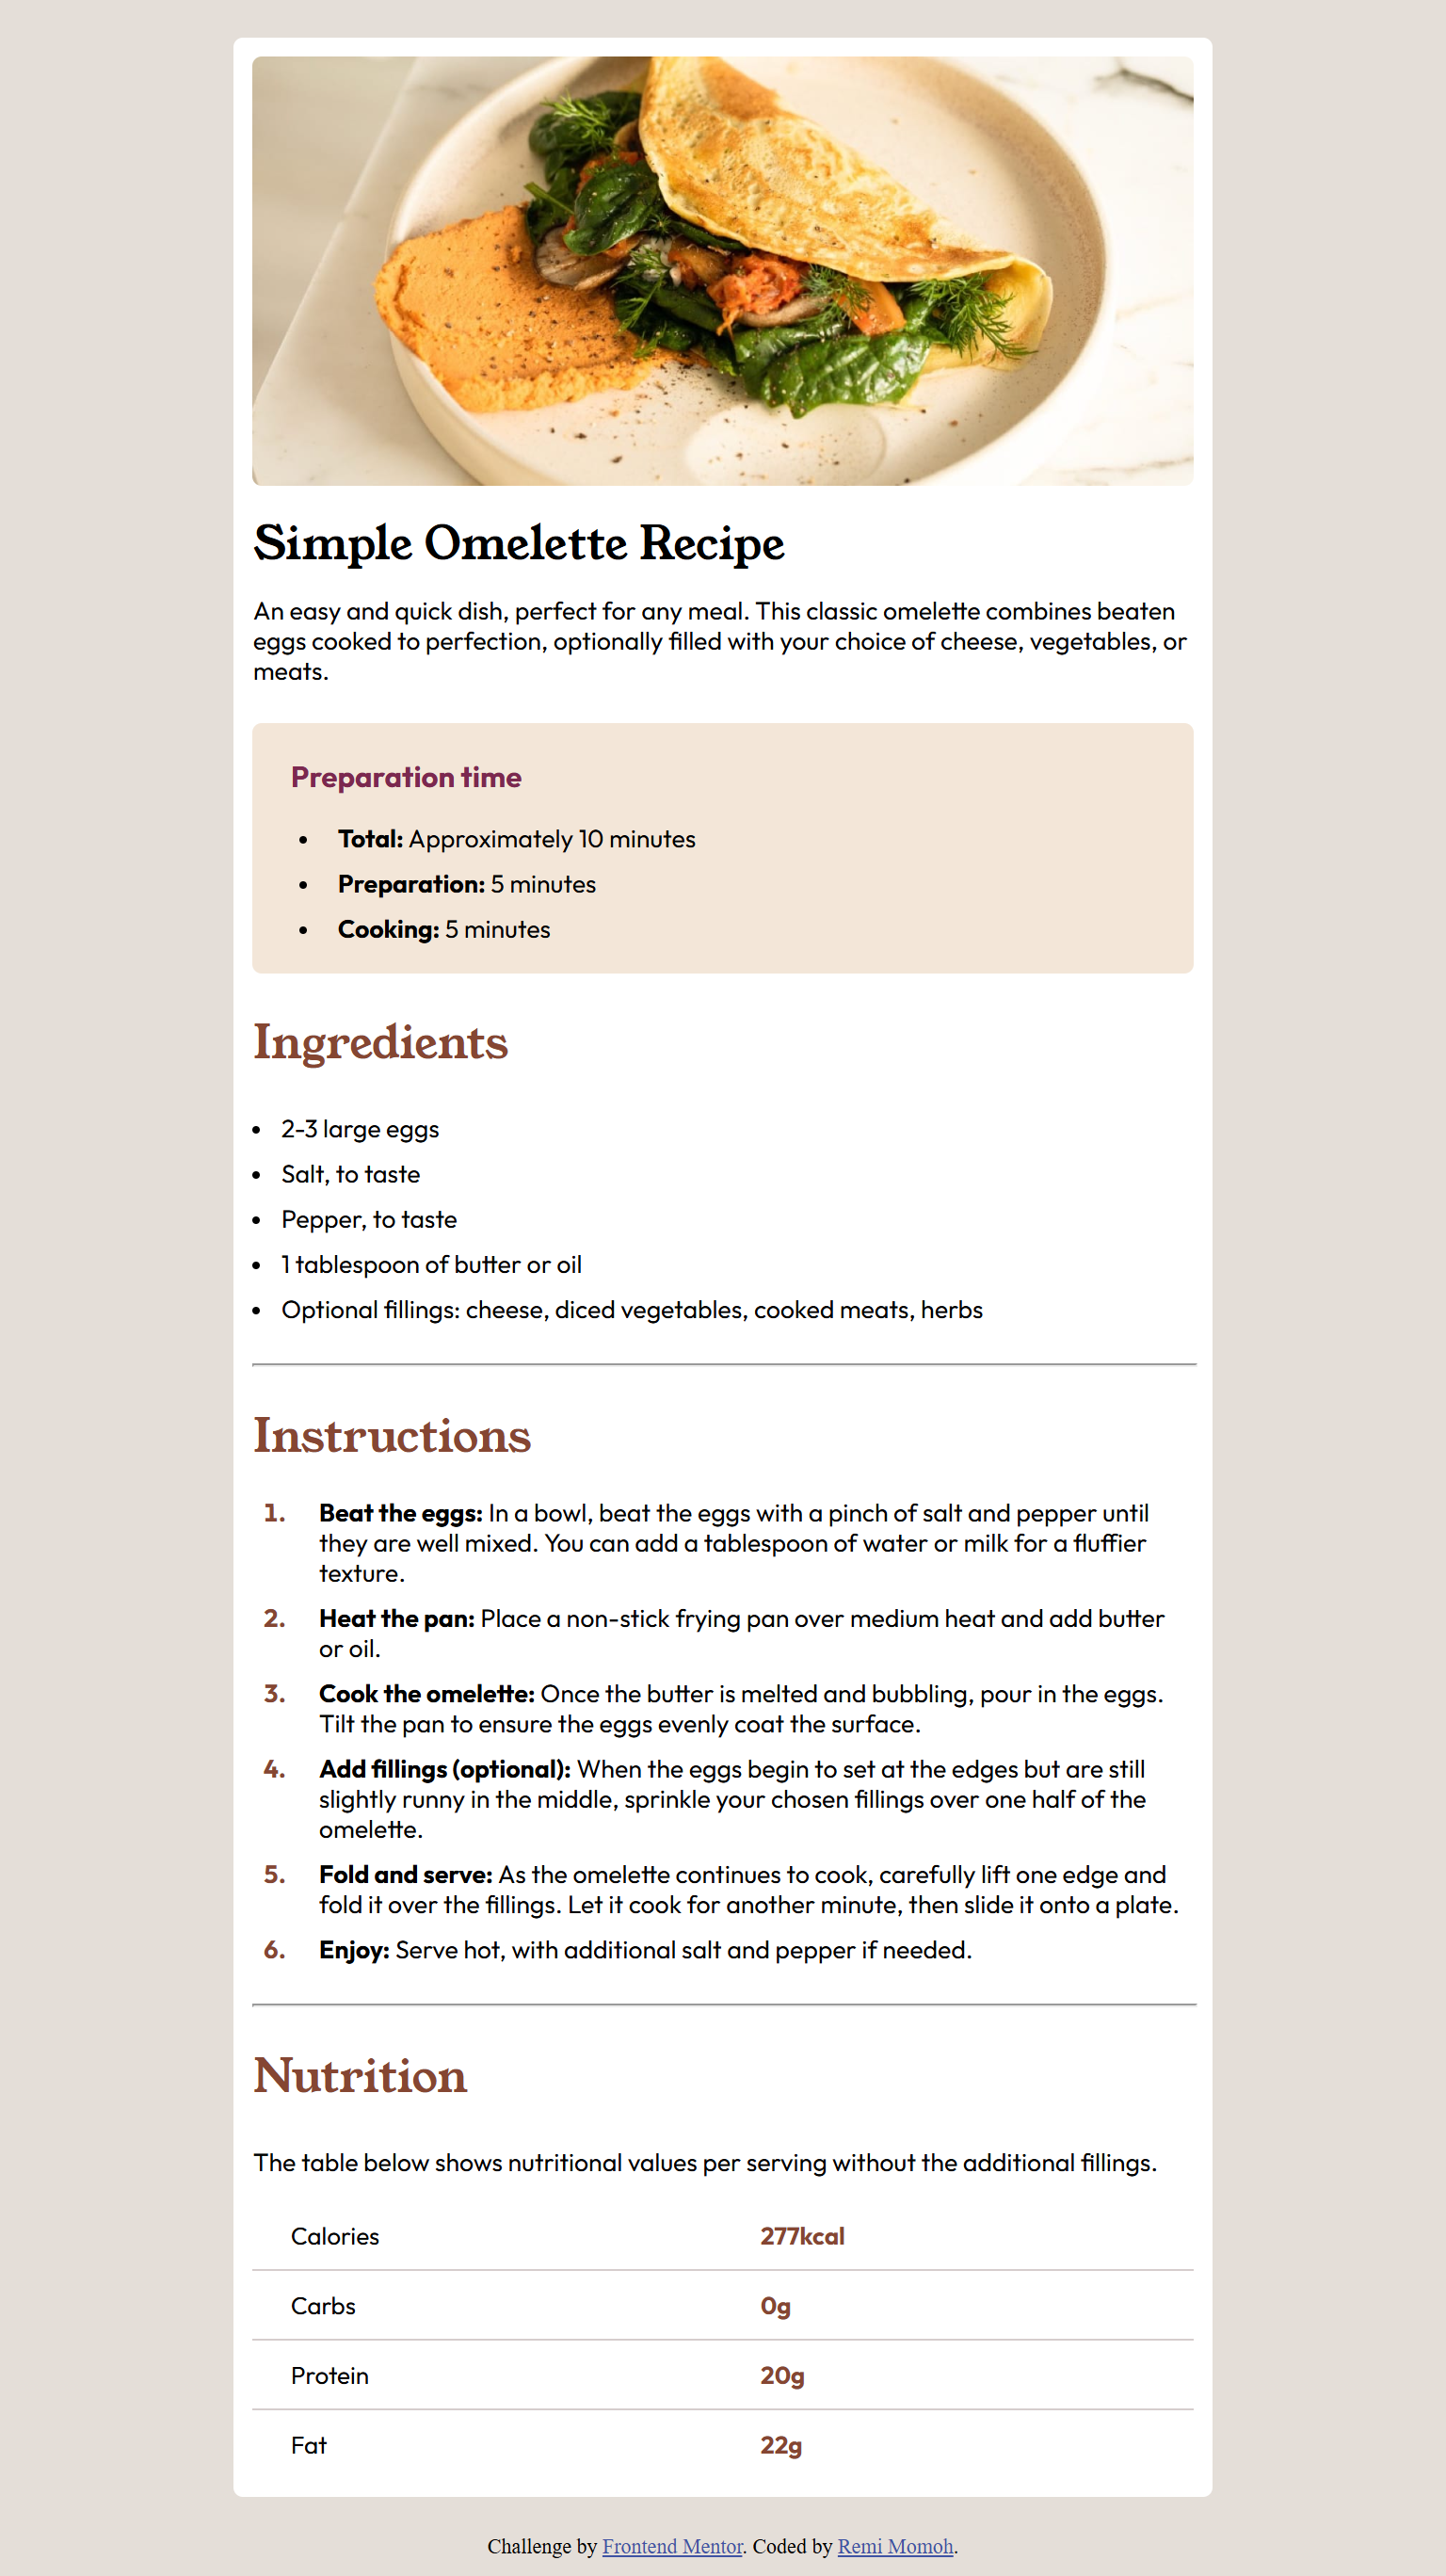 Simple Omelette Recipe
An easy and quick dish, perfect for any meal. This classic omelette combines beaten
eggs cooked to perfection, optionally filled with your choice of cheese, vegetables, or
meats.
Preparation time
• Total: Approximately 10 minutes
• Preparation: 5 minutes
• Cooking: 5 minutes
Ingredients
• 2-3 large eggs
• Salt, to taste
• Pepper, to taste
• 1 tablespoon of butter or oil
• Optional fillings: cheese, diced vegetables, cooked meats, herbs
Instructions
1. Beat the eggs: In a bowl, beat the eggs with a pinch of salt and pepper until
they are well mixed. You can add a tablespoon of water or milk for a fluffier
texture.
2. Heat the pan: Place a non-stick frying pan over medium heat and add butter
or oil.
3. Cook the omelette: Once the butter is melted and bubbling, pour in the eggs.
Tilt the pan to ensure the eggs evenly coat the surface.
4. Add fillings (optional): When the eggs begin to set at the edges but are still
slightly runny in the middle, sprinkle your chosen fillings over one half of the
omelette.
5. Fold and serve: As the omelette continues to cook, carefully lift one edge and
fold it over the fillings. Let it cook for another minute, then slide it onto a plate.
6. Enjoy: Serve hot, with additional salt and pepper if needed.
Nutrition
The table below shows nutritional values per serving without the additional fillings.
Calories 277kcal
Carbs 0g
Protein 20g
Fat 22g
Challenge by Frontend Mentor. Coded by Remi Momoh.